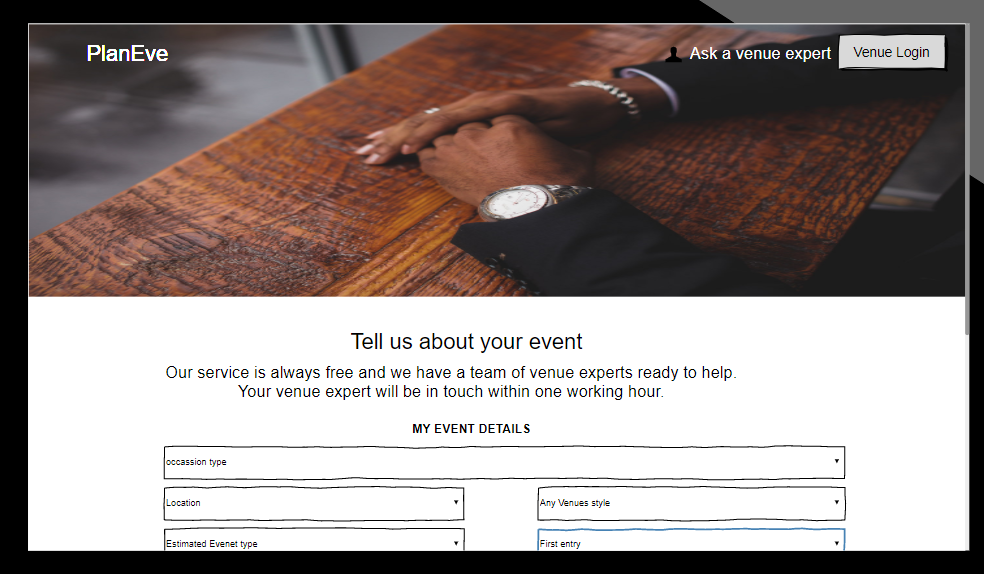 PlanEve
Ask a venue expert
Venue Login
Tell us about your event
Our service is always free and we have a team of venue experts ready to help.
Your venue expert will be in touch within one working hour.
MY EVENT DETAILS
occassion type
Location
Any Venues style
Estimated Evenet type
First entry